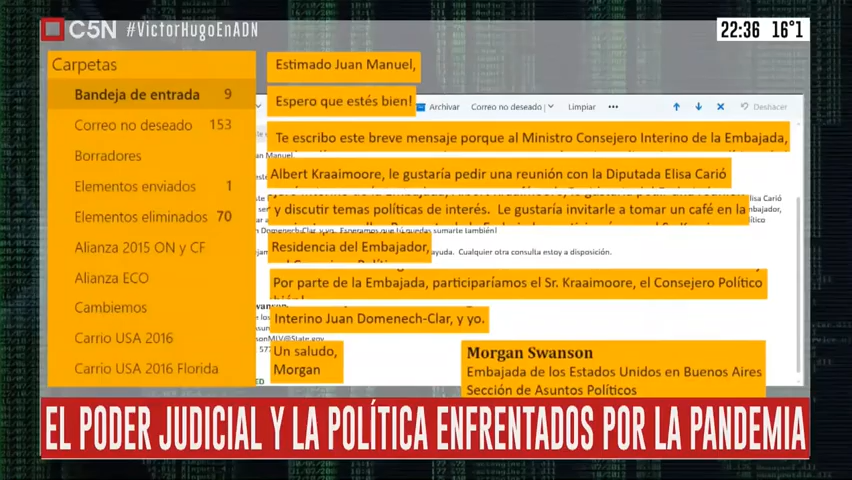 C5N #VictorHugoEnADN
22:36 16°1
Carpetas
Bandeja de entrada 9
Correo no deseado 153
Borradores
Elementos enviados 1
Elementos eliminados 70
Alianza 2015 ON y CF
Alianza ECO
Cambiemos
Carrio USA 2016
Carrio USA 2016 Florida
Archivar Correo no deseado Limpiar ••• Deshacer
Estimado Juan Manuel,
Espero que estés bien!
Te escribo este breve mensaje porque al Ministro Consejero Interino de la Embajada,
Albert Kraaimoore, le gustaría pedir una reunión con la Diputada Elisa Carió
y discutir temas políticas de interés. Le gustaría invitarle a tomar un café en la
Residencia del Embajador,
ayuda. Cualquier otra consulta estoy a disposición.
Por parte de la Embajada, participaríamos el Sr. Kraaimoore, el Consejero Político
Interino Juan Domenech-Clar, y yo.
Un saludo,
Morgan
Morgan Swanson
Embajada de los Estados Unidos en Buenos Aires
Sección de Asuntos Políticos
EL PODER JUDICIAL Y LA POLÍTICA ENFRENTADOS POR LA PANDEMIA